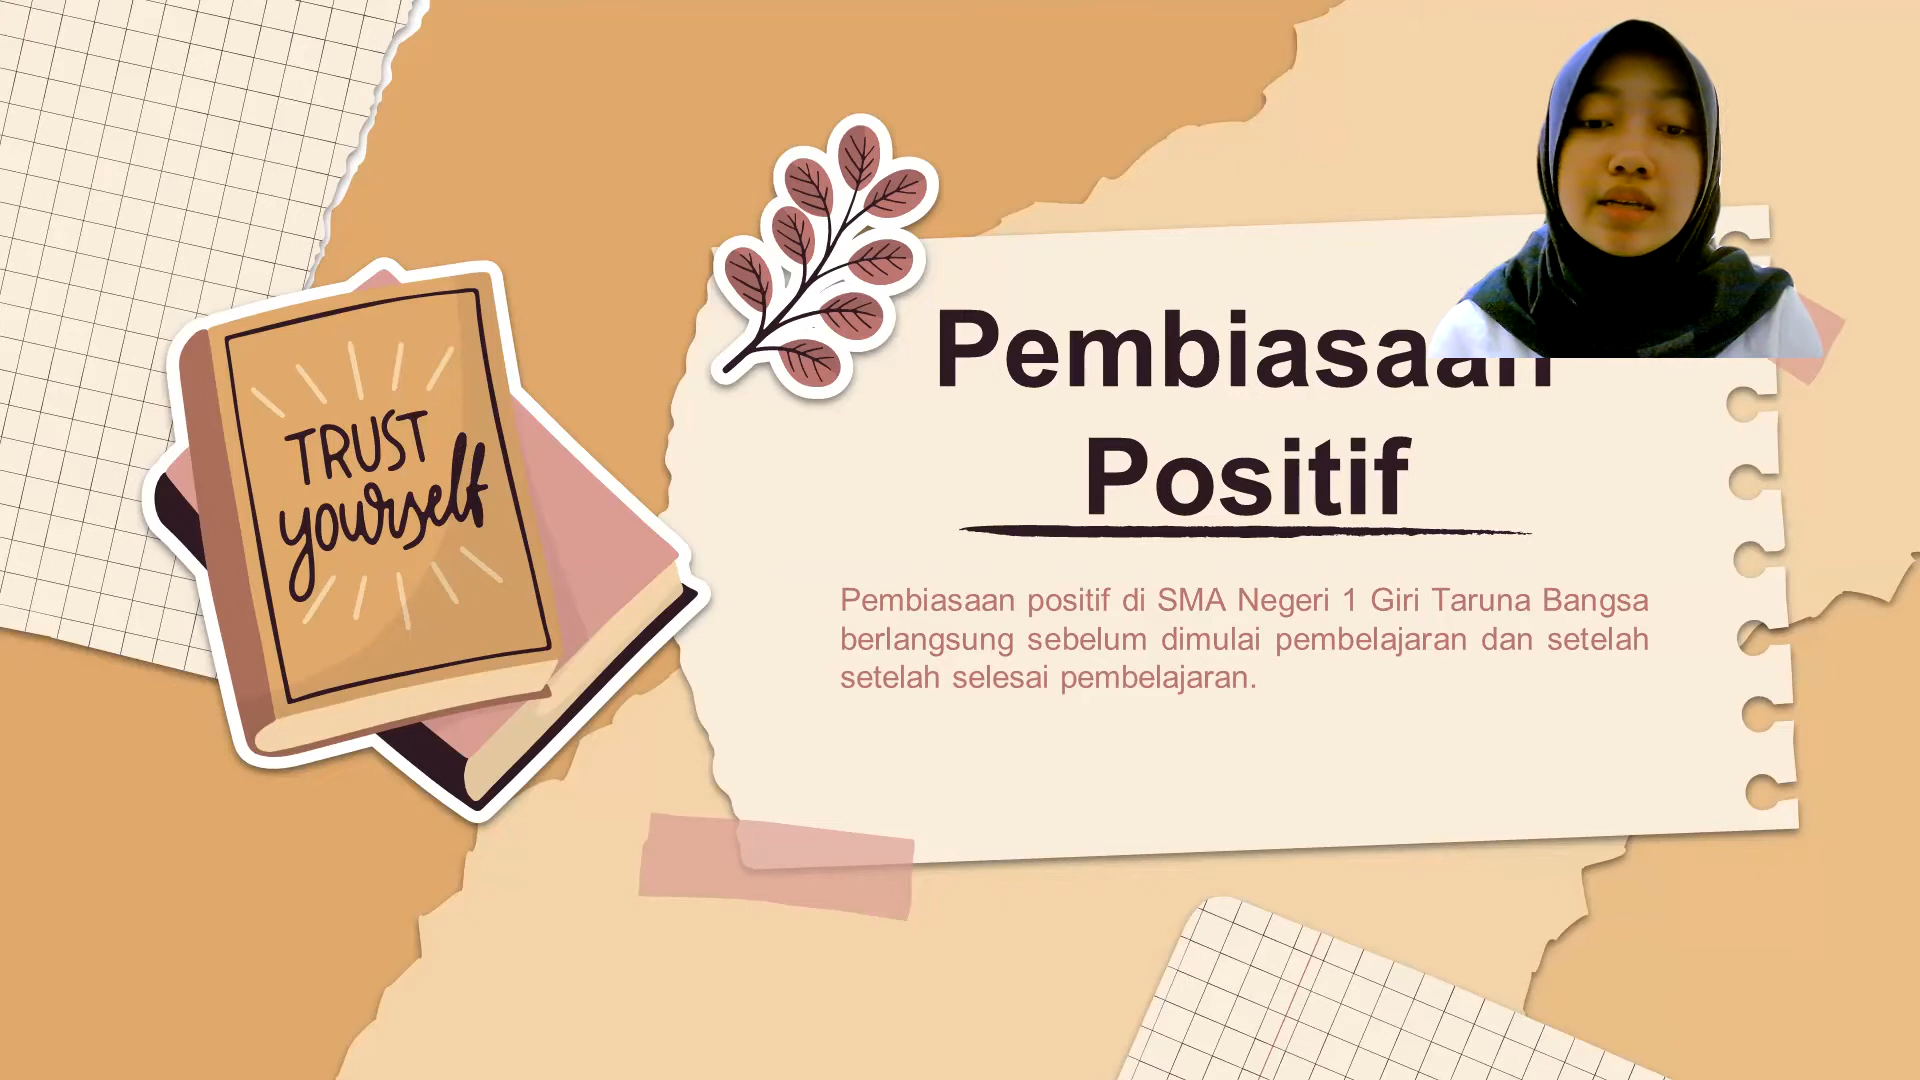 TRUST
yourself
Pembiasaan
Positif
Pembiasaan positif di SMA Negeri 1 Giri Taruna Bangsa
berlangsung sebelum dimulai pembelajaran dan setelah
setelah selesai pembelajaran.